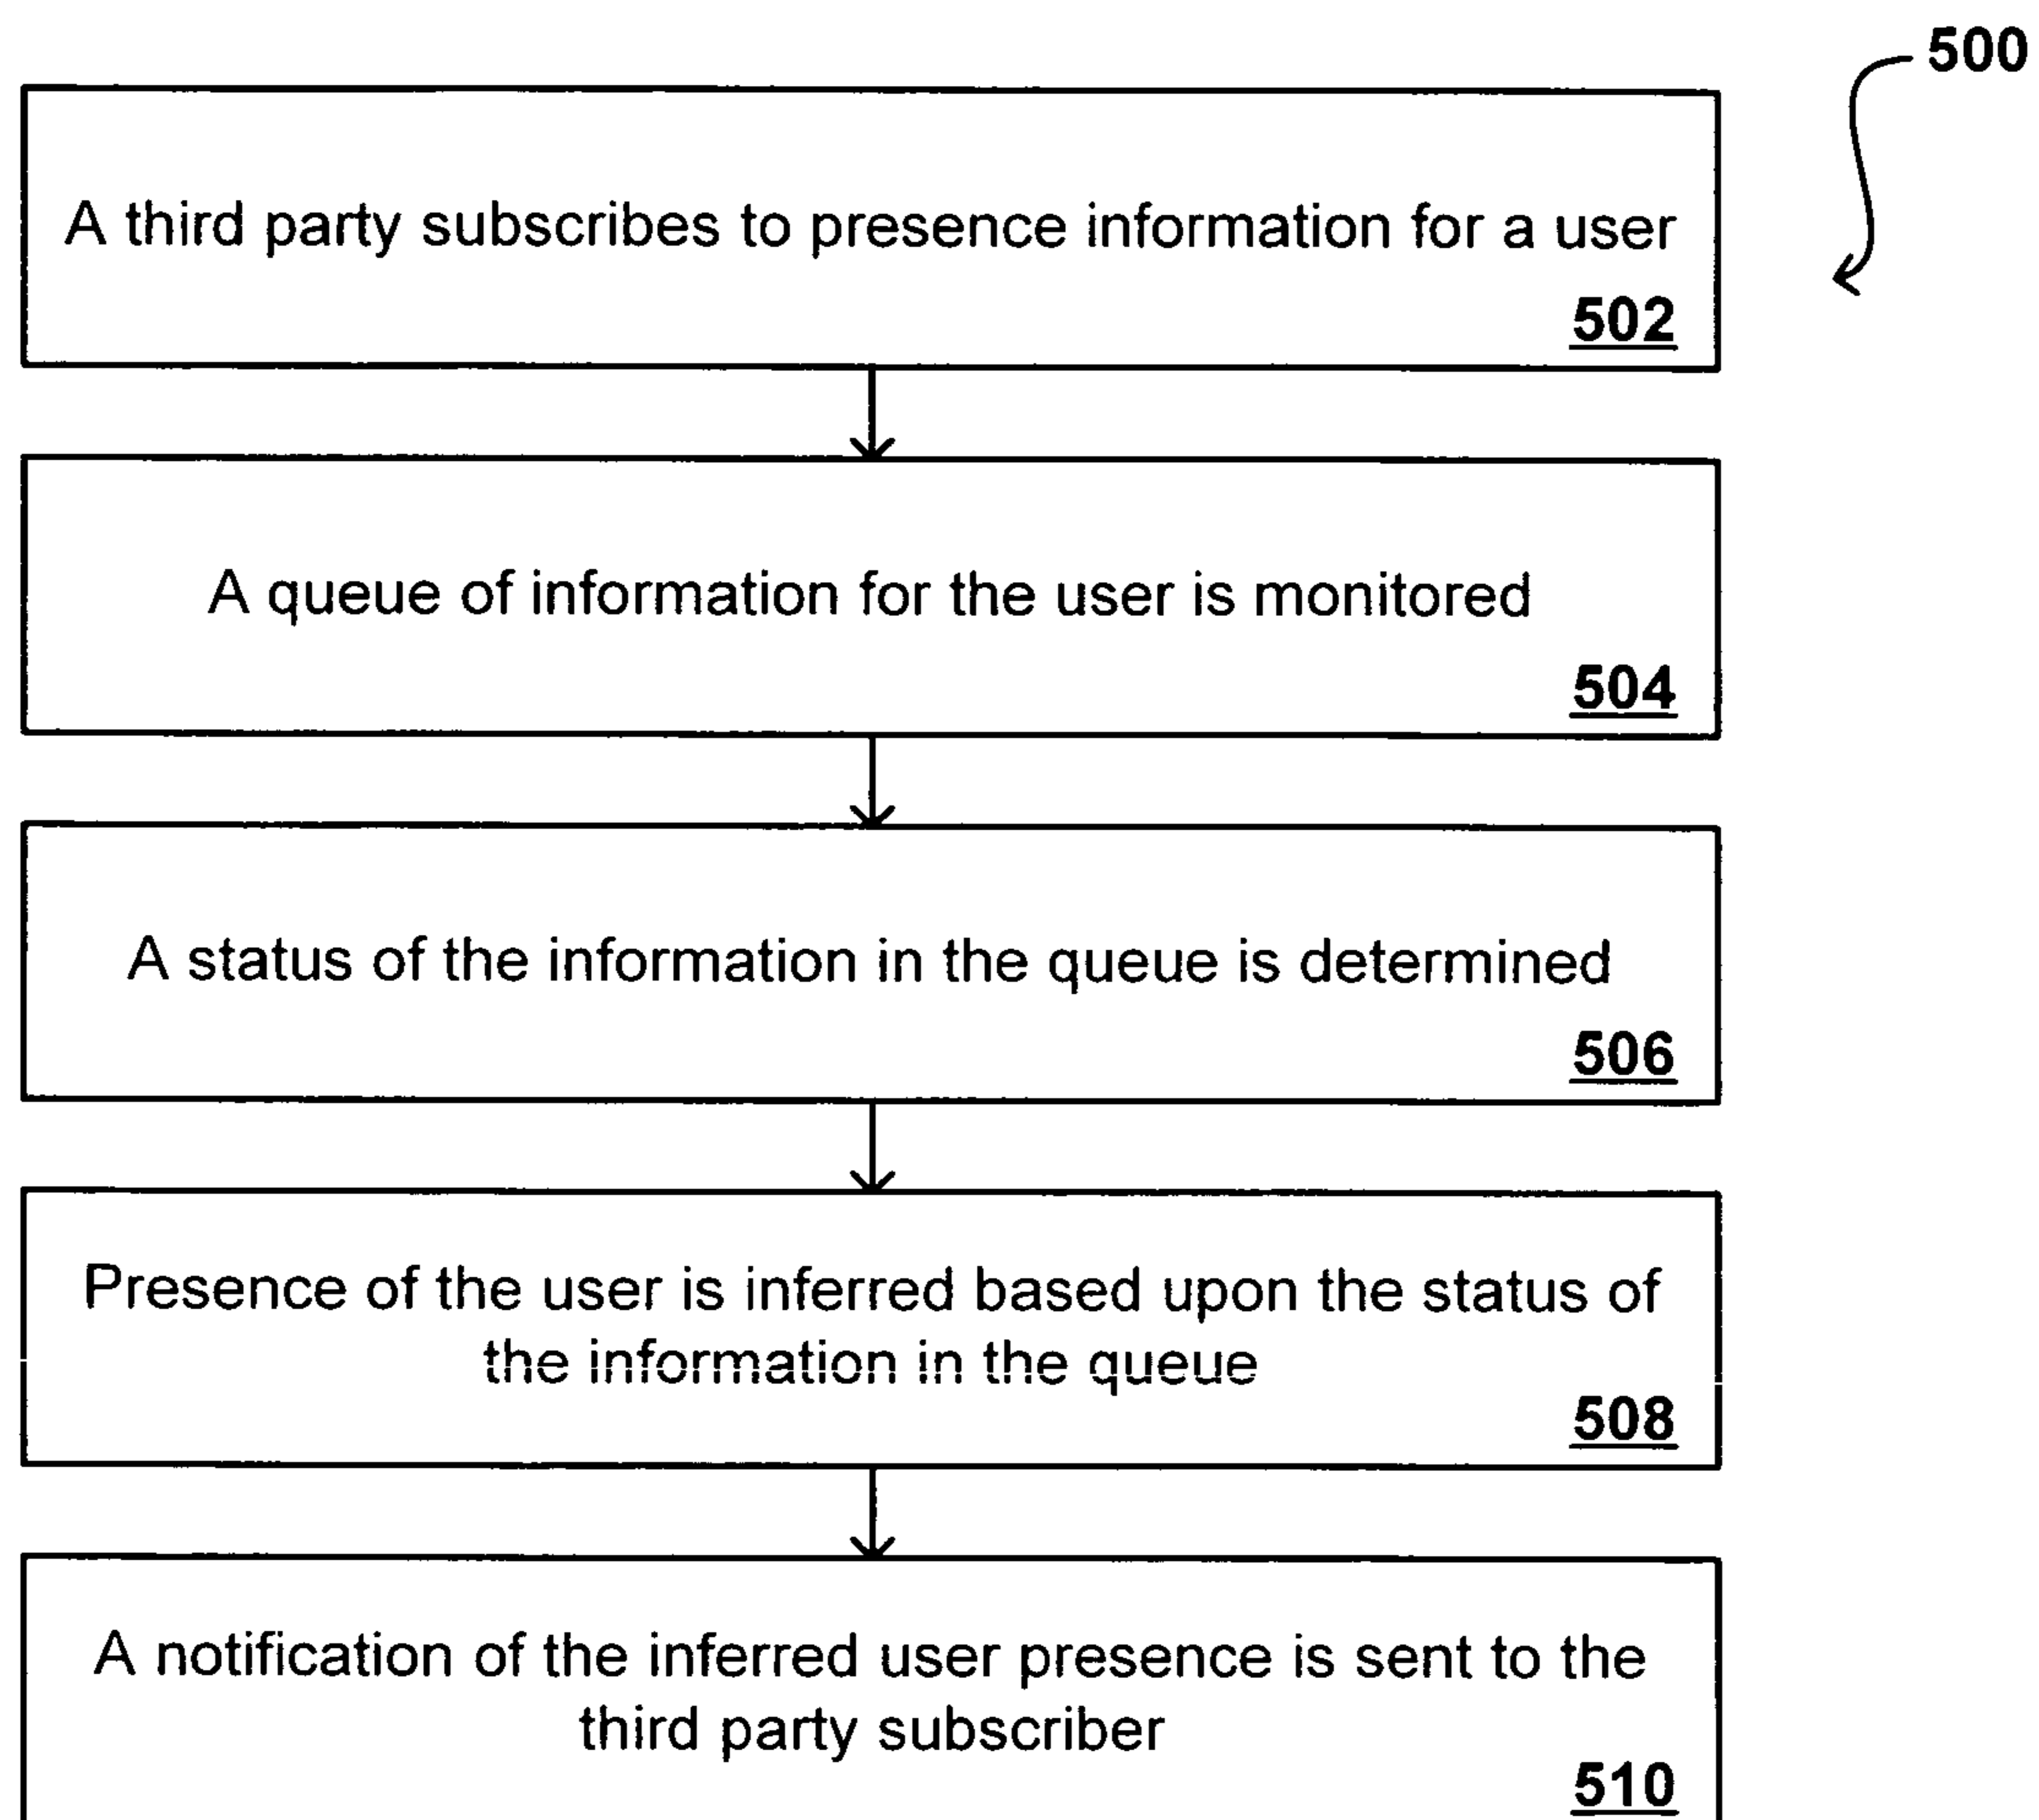 500
A third party subscribes to presence information for a user
502
A queue of information for the user is monitored
504
A status of the information in the queue is determined
506
Presence of the user is inferred based upon the status of
the information in the queue
508
A notification of the inferred user presence is sent to the
third party subscriber
510